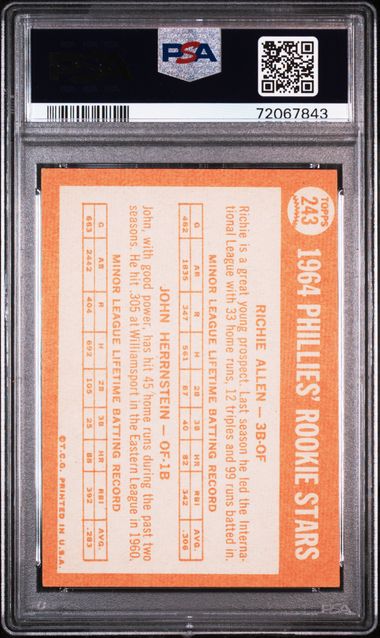 PSA
72067843
TOPPS
243
1964 PHILLIES' ROOKIE STARS
RICHIE ALLEN — 3B-OF
Richie is a great young prospect. Last season he led the Interna-
tional League with 33 home runs, 12 triples and 99 runs batted in.
MINOR LEAGUE LIFETIME BATTING RECORD
G AB R H 2B 3B HR RBI AVG.
462 1835 347 561 67 40 82 342 .306
JOHN HERRNSTEIN — OF-1B
John, with good power, has hit 45 home runs during the past two
seasons. He hit .305 at Williamsport in the Eastern League in 1960.
MINOR LEAGUE LIFETIME BATTING RECORD
G AB R H 2B 3B HR RBI AVG.
663 2442 404 692 105 25 88 392 .283
©T.C.G. PRINTED IN U.S.A.
PSA